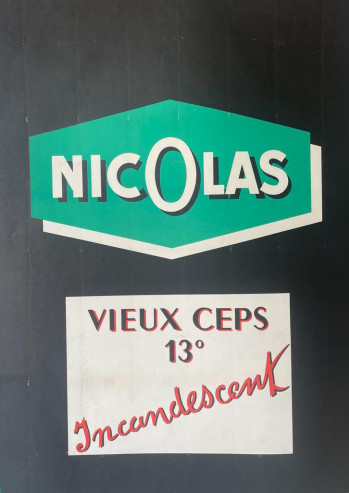 NICOLAS
VIEUX CEPS
13°
Incandescent